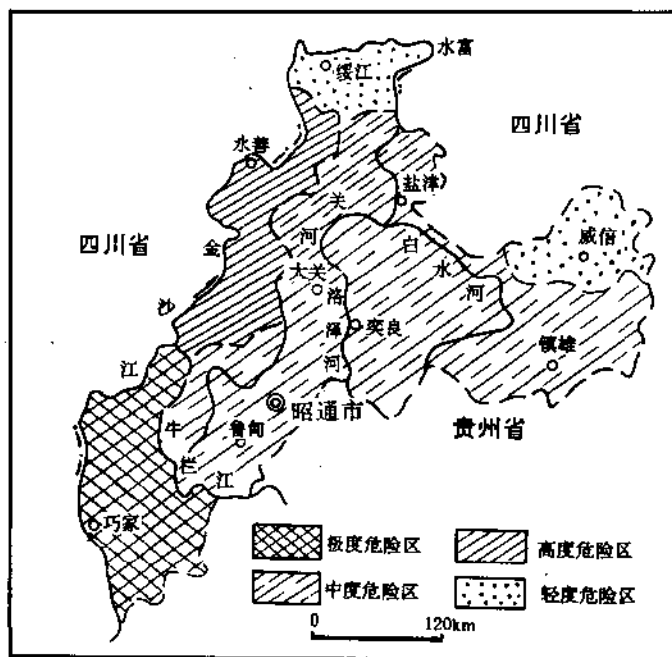 水富
绥江
四川省
永善
盐津
关
河
白
水
河
威信
四川省
金
沙
江
大关
洛
泽
河
奕良
镇雄
昭通市
贵州省
牛
栏
江
鲁甸
巧家
极度危险区
高度危险区
中度危险区
轻度危险区
0
120km